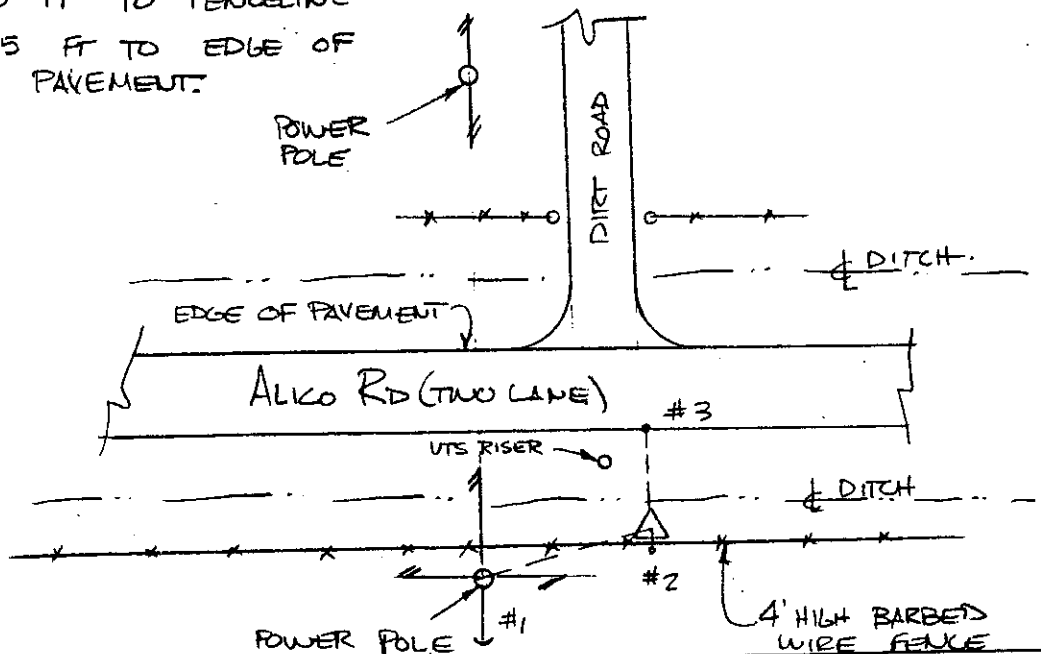 FT TO FENCELINE
5 FT TO EDGE OF
PAVEMENT.
POWER
POLE
DIRT ROAD
℄ DITCH.
EDGE OF PAVEMENT
ALICO RD (TWO LANE)
#3
UTS RISER
℄ DITCH
#2
#1
POWER POLE
4' HIGH BARBED
WIRE FENCE